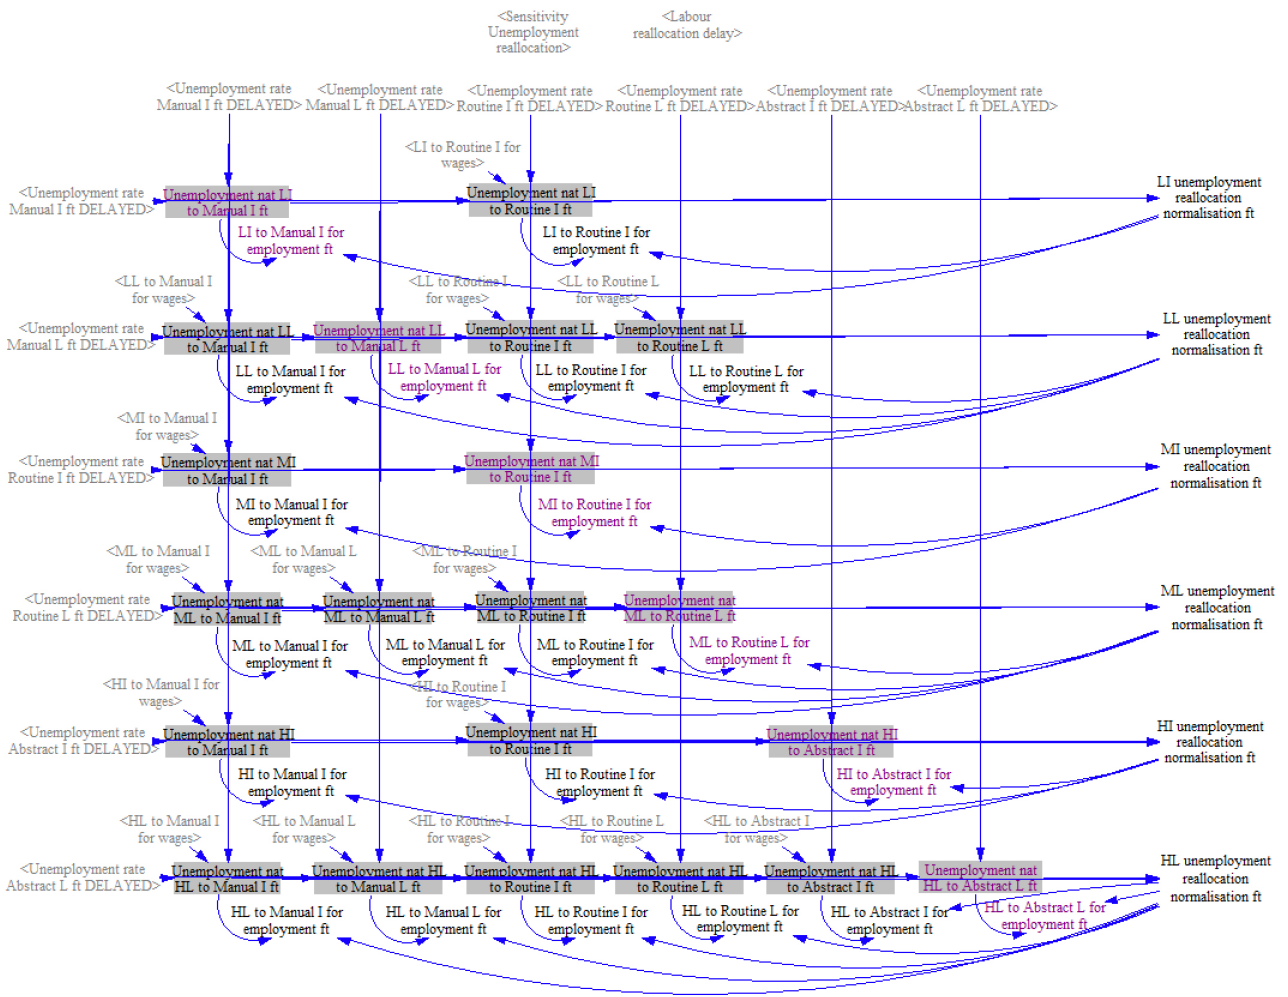 <Sensitivity
Unemployment
reallocation>
<Labour
reallocation delay>
<Unemployment rate
Manual I ft DELAYED>
<Unemployment rate
Manual L ft DELAYED>
<Unemployment rate
Routine I ft DELAYED>
<Unemployment rate
Routine L ft DELAYED>
<Unemployment rate
Abstract I ft DELAYED>
<Unemployment rate
Abstract L ft DELAYED>
<LI to Routine I for
wages>
<Unemployment rate
Manual I ft DELAYED>
Unemployment nat LI
to Manual I ft
Unemployment nat LI
to Routine I ft
LI unemployment
reallocation
normalisation ft
LI to Manual I for
employment ft
LI to Routine I for
employment ft
<LL to Manual I
for wages>
<LL to Routine I
for wages>
<LL to Routine L
for wages>
<Unemployment rate
Manual L ft DELAYED>
Unemployment nat LL
to Manual I ft
Unemployment nat LL
to Manual L ft
Unemployment nat LL
to Routine I ft
Unemployment nat LL
to Routine L ft
LL unemployment
reallocation
normalisation ft
LL to Manual I for
employment ft
LL to Manual L for
employment ft
LL to Routine I for
employment ft
LL to Routine L for
employment ft
<MI to Manual I
for wages>
<Unemployment rate
Routine I ft DELAYED>
Unemployment nat MI
to Manual I ft
Unemployment nat MI
to Routine I ft
MI unemployment
reallocation
normalisation ft
MI to Manual I for
employment ft
MI to Routine I for
employment ft
<ML to Manual I
for wages>
<ML to Manual L
for wages>
<ML to Routine I
for wages>
<Unemployment rate
Routine L ft DELAYED>
Unemployment nat
ML to Manual I ft
Unemployment nat
ML to Manual L ft
Unemployment nat
ML to Routine I ft
Unemployment nat
ML to Routine L ft
ML unemployment
reallocation
normalisation ft
ML to Manual I for
employment ft
ML to Manual L for
employment ft
ML to Routine I for
employment ft
ML to Routine L for
employment ft
<HI to Manual I for
wages>
<HI to Routine I
for wages>
<Unemployment rate
Abstract I ft DELAYED>
Unemployment nat HI
to Manual I ft
Unemployment nat HI
to Routine I ft
Unemployment nat HI
to Abstract I ft
HI unemployment
reallocation
normalisation ft
HI to Manual I for
employment ft
HI to Routine I for
employment ft
HI to Abstract I for
employment ft
<HL to Manual I
for wages>
<HL to Manual L
for wages>
<HL to Routine I
for wages>
<HL to Routine L
for wages>
<HL to Abstract I
for wages>
<Unemployment rate
Abstract L ft DELAYED>
Unemployment nat
HL to Manual I ft
Unemployment nat HL
to Manual L ft
Unemployment nat HL
to Routine I ft
Unemployment nat HL
to Routine L ft
Unemployment nat HL
to Abstract I ft
Unemployment nat
HL to Abstract L ft
HL unemployment
reallocation
normalisation ft
HL to Manual I for
employment ft
HL to Manual L for
employment ft
HL to Routine I for
employment ft
HL to Routine L for
employment ft
HL to Abstract I for
employment ft
HL to Abstract L for
employment ft